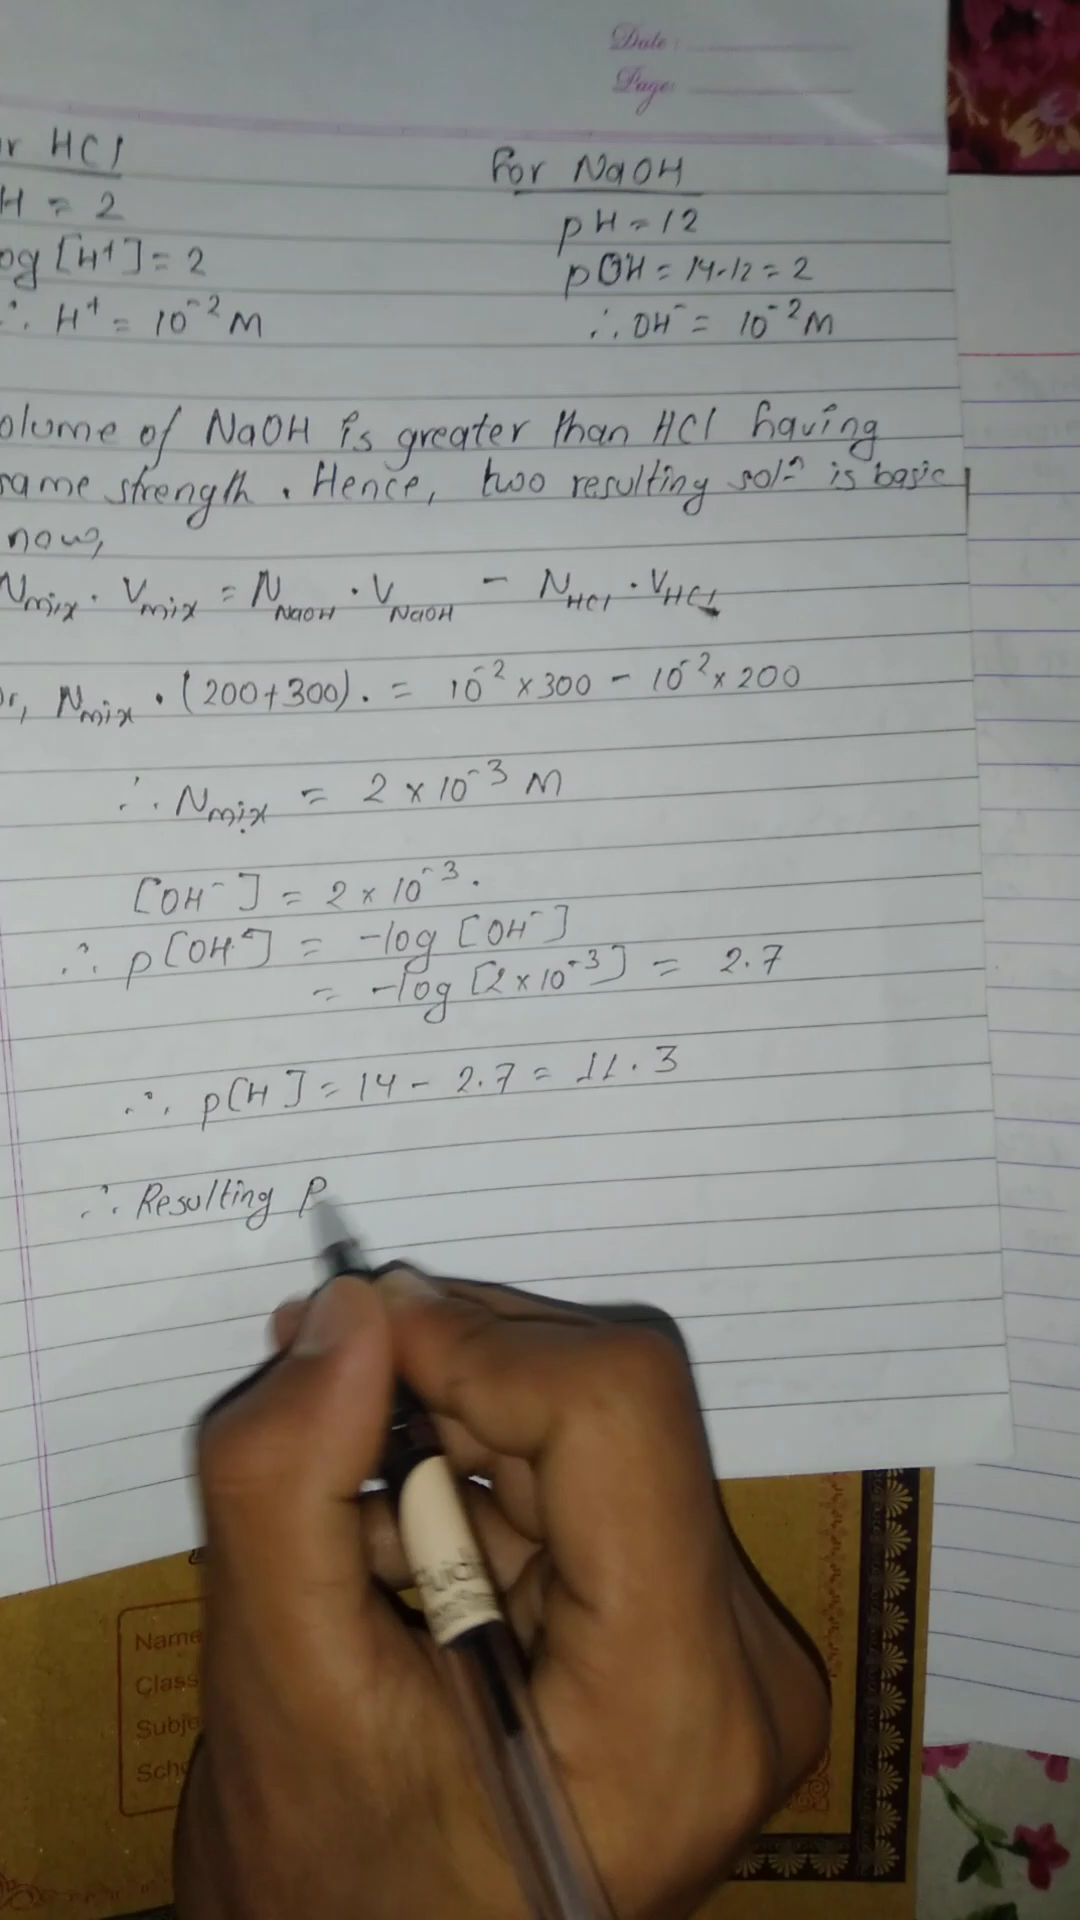 Date:
Page:
r HCl
For NaOH
H = 2
pH = 12
og [H+] = 2
pOH = 14-12 = 2
∴ H+ = 10-2 M
∴ OH- = 10-2 M
olume of NaOH is greater than HCl having
same strength. Hence, two resulting soln is basic
now,
Nmix . Vmix = NNaOH . VNaOH - NHCl . VHCl
or, Nmix . (200+300). = 10-2 × 300 - 10-2 × 200
∴ Nmix = 2 × 10-3 M
[OH-] = 2 × 10-3.
∴ p[OH-] = -log [OH-]
= -log [2 × 10-3] = 2.7
∴ p[H] = 14 - 2.7 = 11.3
∴ Resulting P
Name
Class
Subje
Scho